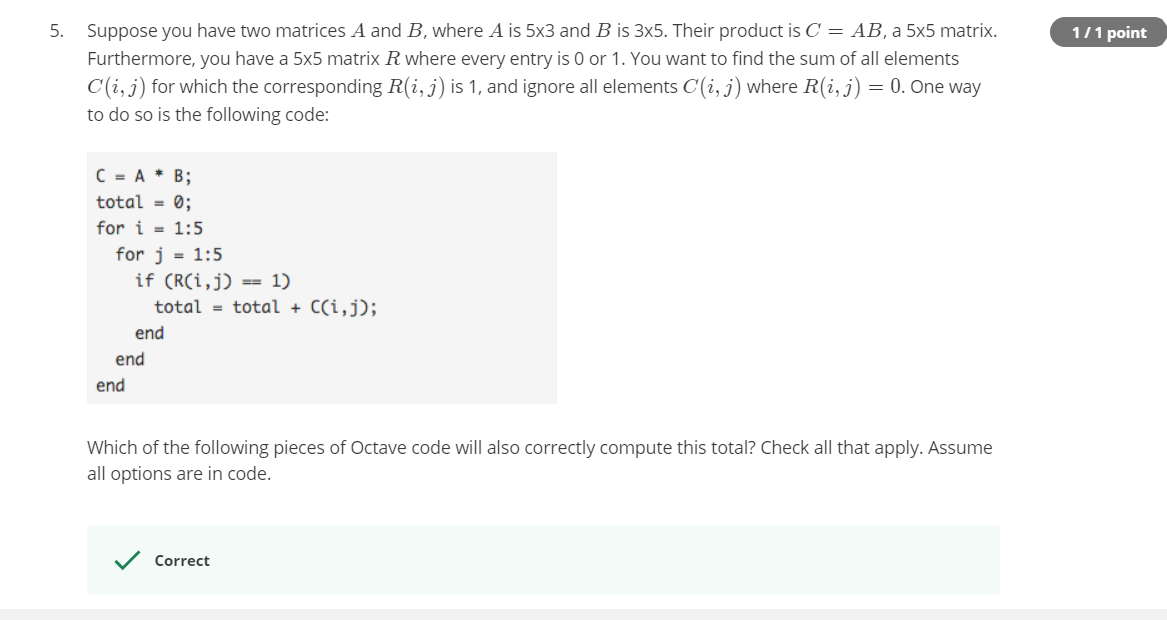 5. Suppose you have two matrices A and B, where A is 5x3 and B is 3x5. Their product is C = AB, a 5x5 matrix.
1 / 1 point
Furthermore, you have a 5x5 matrix R where every entry is 0 or 1. You want to find the sum of all elements
C(i, j) for which the corresponding R(i, j) is 1, and ignore all elements C(i, j) where R(i, j) = 0. One way
to do so is the following code:
C = A * B;
total = 0;
for i = 1:5
for j = 1:5
if (R(i,j) == 1)
total = total + C(i,j);
end
end
end
Which of the following pieces of Octave code will also correctly compute this total? Check all that apply. Assume
all options are in code.
Correct